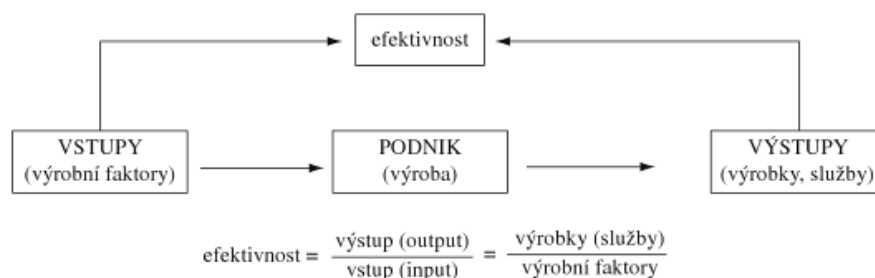 efektivnost
VSTUPY
(výrobní faktory)
PODNIK
(výroba)
VÝSTUPY
(výrobky, služby)
efektivnost = výstup (output) / vstup (input) = výrobky (služby) / výrobní faktory